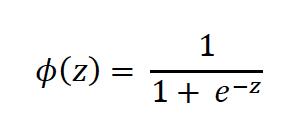 ϕ(z) = 1 / (1 + e^{−z})